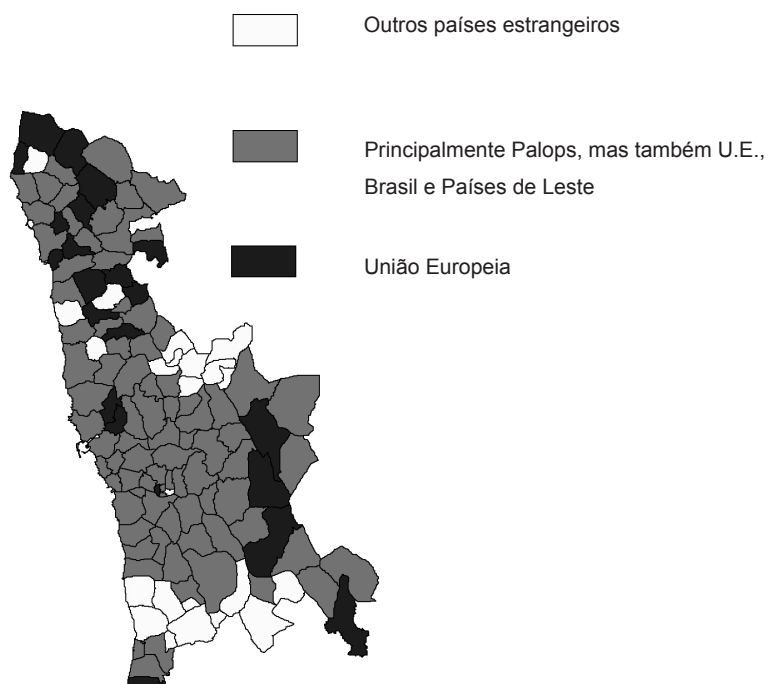 Outros países estrangeiros
Principalmente Palops, mas também U.E.,
Brasil e Países de Leste
União Europeia